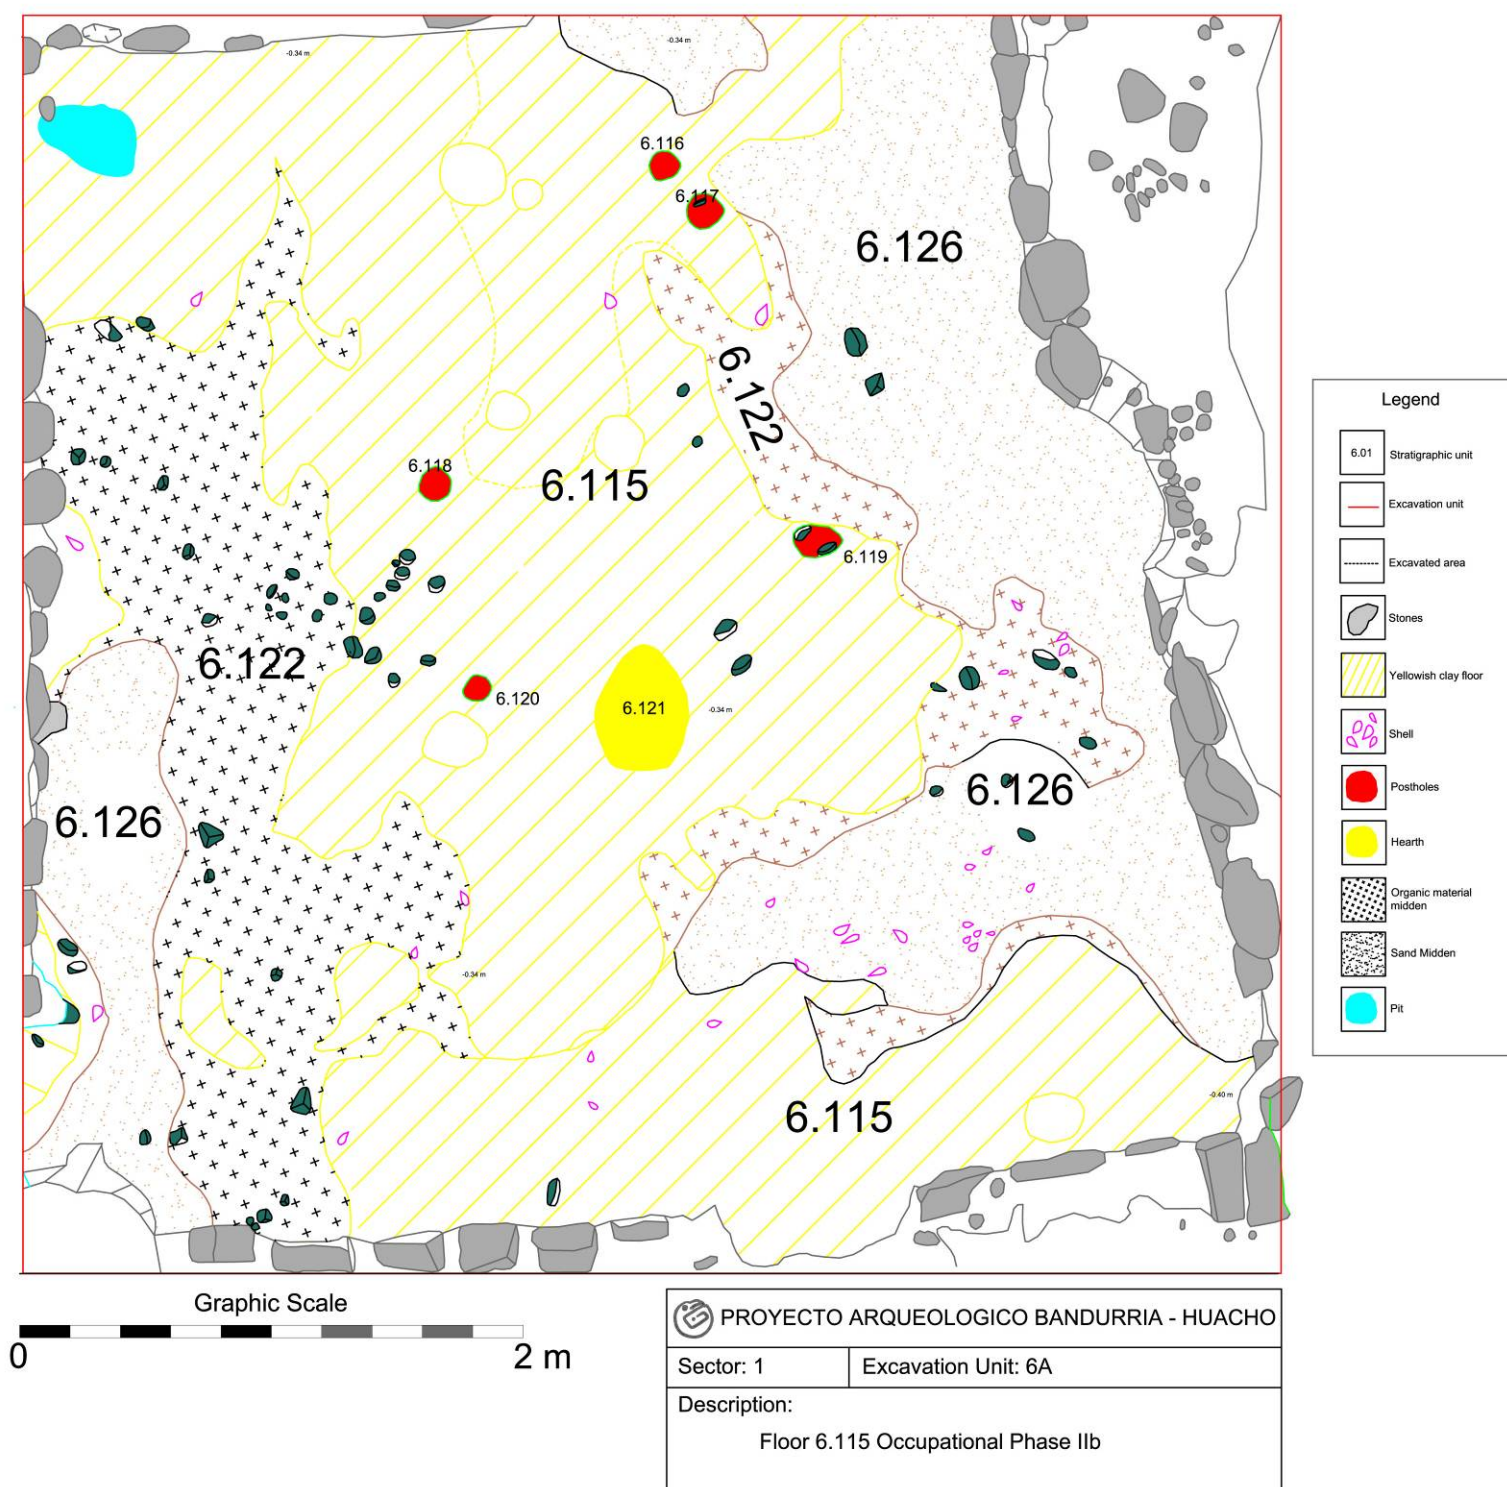 -0.34 m
-0.34 m
6.116
6.117
6.126
6.122
6.118
6.115
6.119
6.122
6.120
6.121
-0.34 m
6.126
6.126
-0.34 m
6.115
-0.40 m
Legend
6.01 Stratigraphic unit
Excavation unit
Excavated area
Stones
Yellowish clay floor
Shell
Postholes
Hearth
Organic material
midden
Sand Midden
Pit
Graphic Scale
0 2 m
PROYECTO ARQUEOLOGICO BANDURRIA - HUACHO
Sector: 1 Excavation Unit: 6A
Description:
Floor 6.115 Occupational Phase IIb